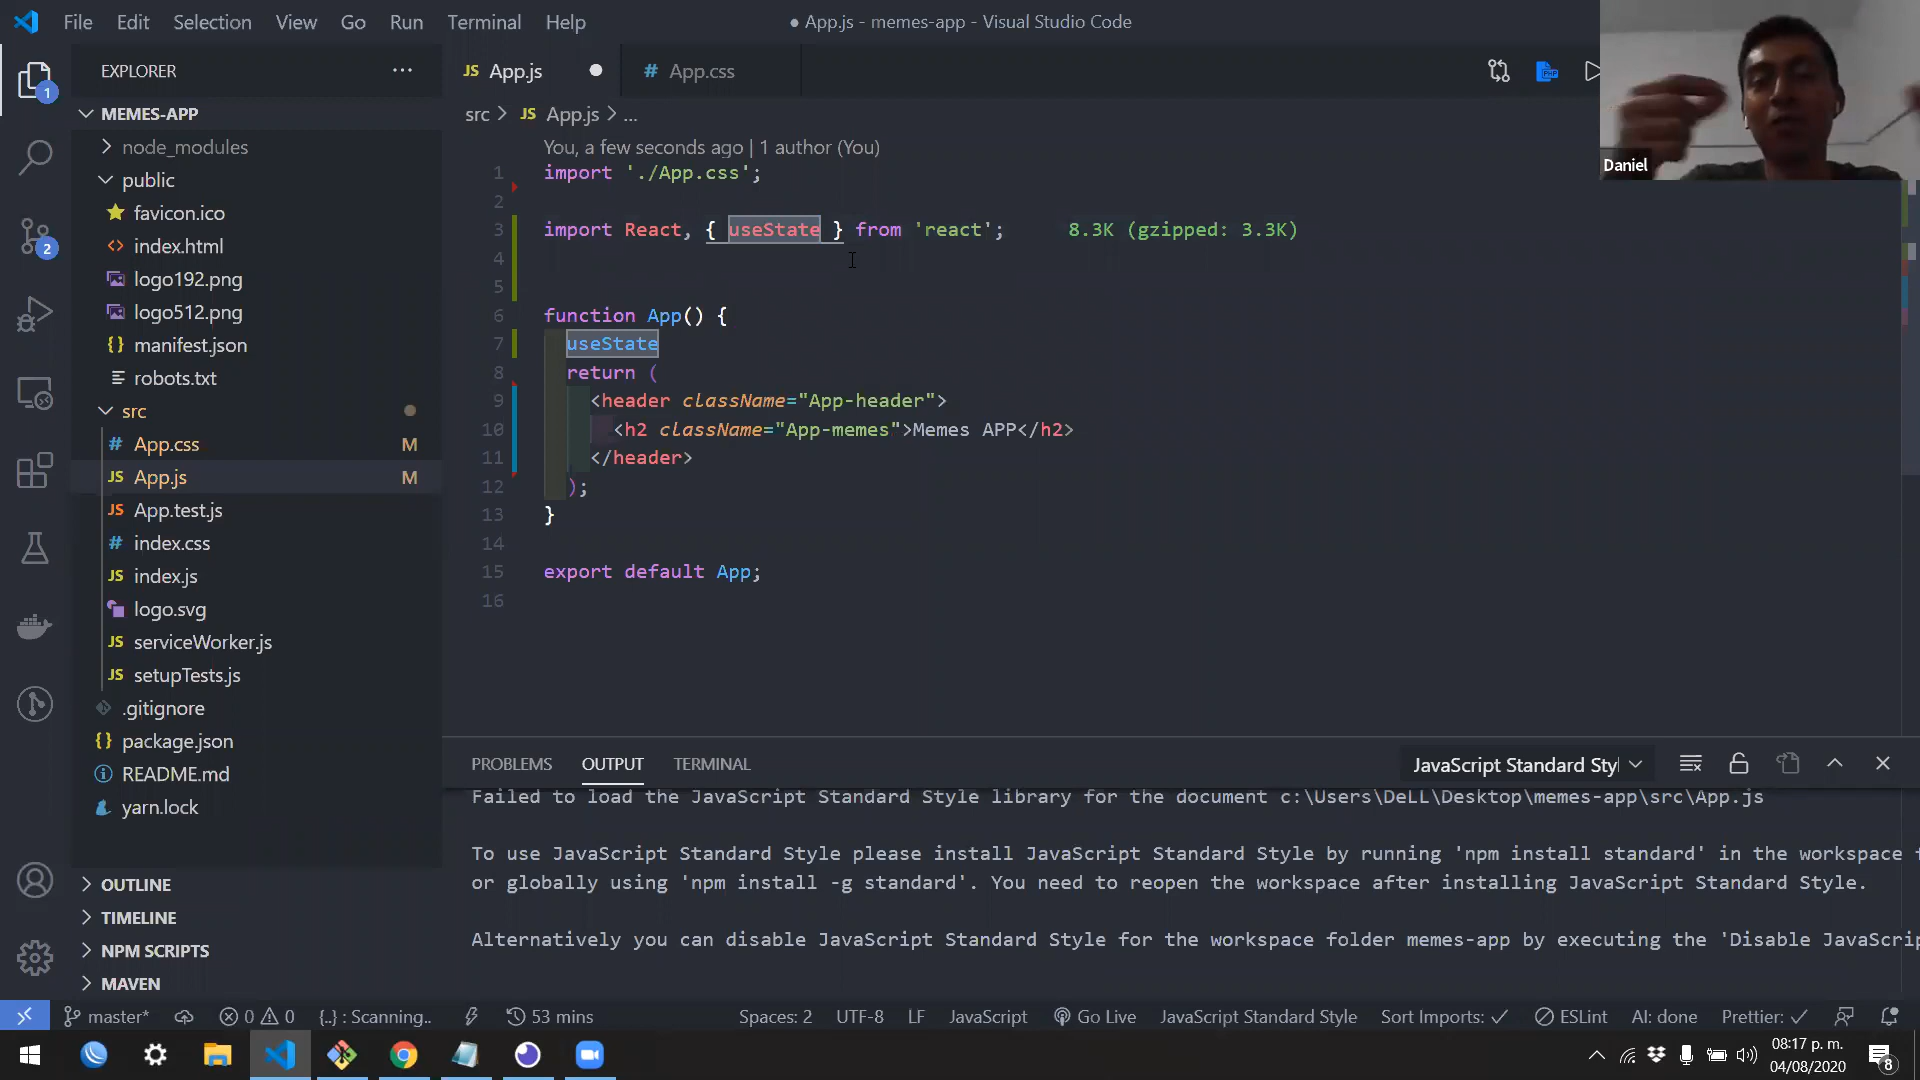 File Edit Selection View Go Run Terminal Help
● App.js - memes-app - Visual Studio Code
EXPLORER ...
1
MEMES-APP
node_modules
public
favicon.ico
index.html
logo192.png
logo512.png
{} manifest.json
robots.txt
src
# App.css M
JS App.js M
JS App.test.js
# index.css
JS index.js
logo.svg
JS serviceWorker.js
JS setupTests.js
.gitignore
{} package.json
README.md
yarn.lock
OUTLINE
TIMELINE
NPM SCRIPTS
MAVEN
2
JS App.js ● # App.css
PHP
src > JS App.js > ...
You, a few seconds ago | 1 author (You)
1 import './App.css';
2
3 import React, { useState } from 'react'; 8.3K (gzipped: 3.3K)
4
5
6 function App() {
7 useState
8 return (
9 <header className="App-header">
10 <h2 className="App-memes">Memes APP</h2>
11 </header>
12 );
13 }
14
15 export default App;
16
Daniel
PROBLEMS OUTPUT TERMINAL
JavaScript Standard Styl
Failed to load the JavaScript Standard Style library for the document c:\Users\DeLL\Desktop\memes-app\src\App.js
To use JavaScript Standard Style please install JavaScript Standard Style by running 'npm install standard' in the workspace f
or globally using 'npm install -g standard'. You need to reopen the workspace after installing JavaScript Standard Style.
Alternatively you can disable JavaScript Standard Style for the workspace folder memes-app by executing the 'Disable JavaScrip
master* 0 0 {..} : Scanning.. 53 mins Spaces: 2 UTF-8 LF JavaScript Go Live JavaScript Standard Style Sort Imports: ✓ ESLint AI: done Prettier: ✓
08:17 p. m.
04/08/2020
8